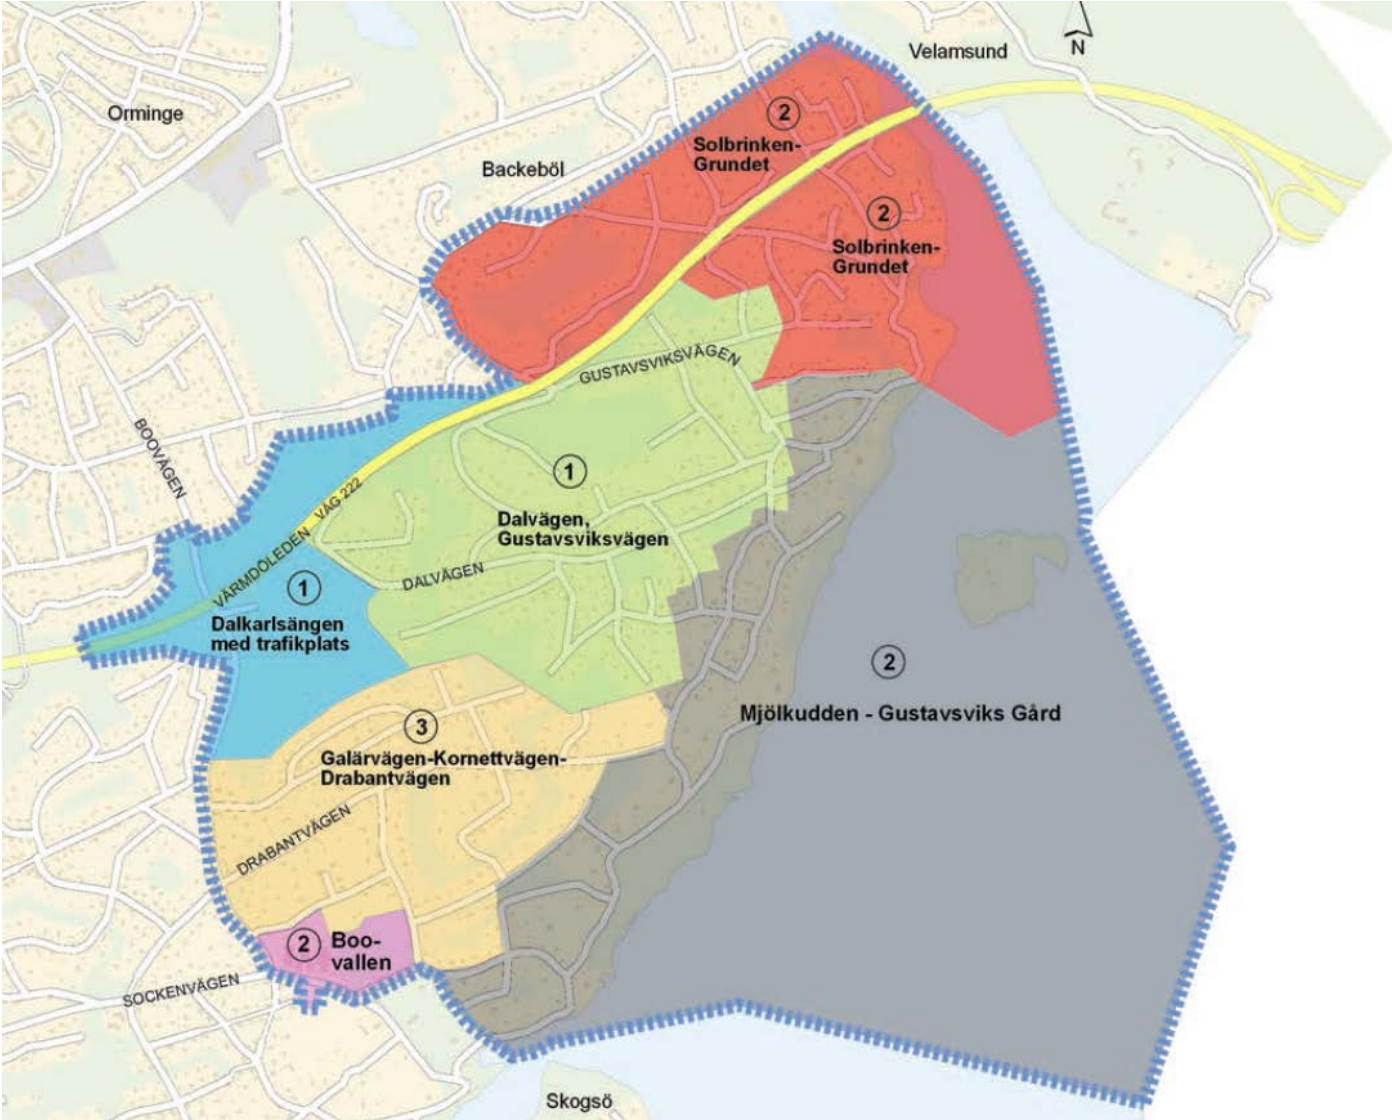 N
Velamsund
Orminge
2
Solbrinken-
Grundet
Backeböl
2
Solbrinken-
Grundet
GUSTAVSVIKSVÄGEN
BOOVÄGEN
1
Dalvägen,
Gustavsviksvägen
VÄRMDÖLEDEN VÄG 222
DALVÄGEN
1
Dalkarlsängen
med trafikplats
2
Mjölkudden - Gustavsviks Gård
3
Galärvägen-Kornettvägen-
Drabantvägen
DRABANTVÄGEN
2
Boo-
vallen
SOCKENVÄGEN
Skogsö